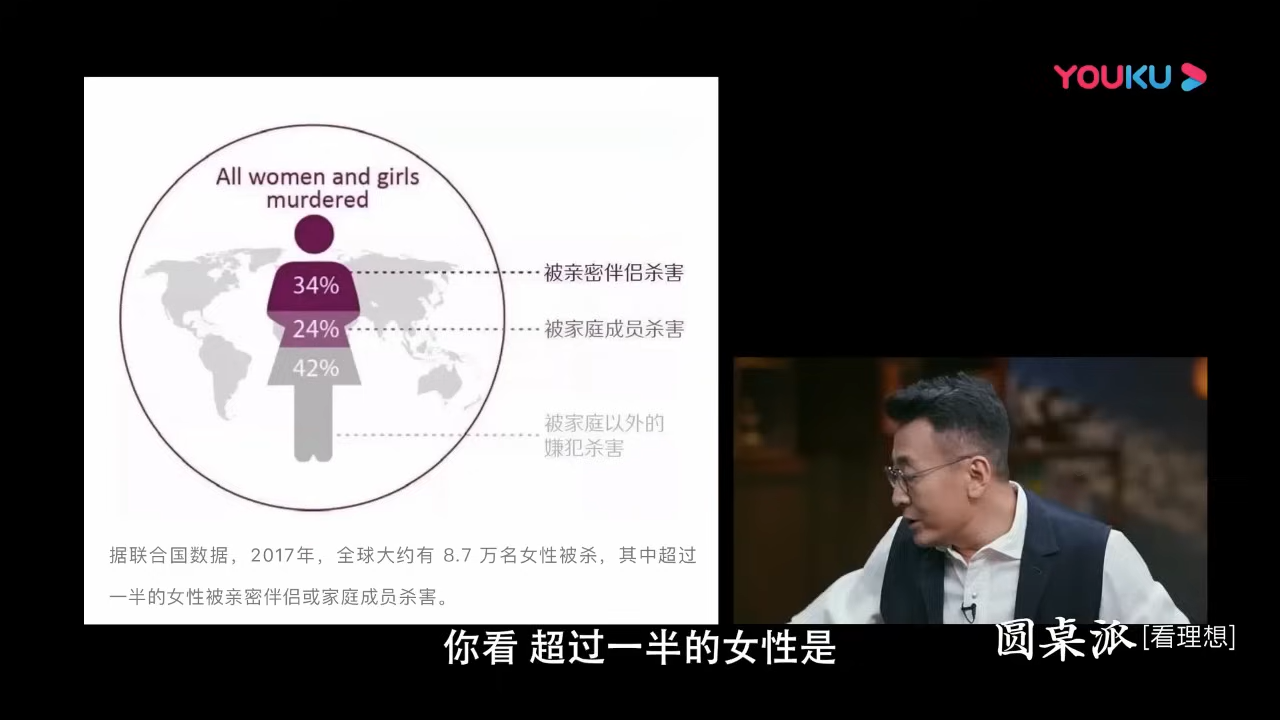 YOUKU
All women and girls
murdered
34%
被亲密伴侣杀害
24%
被家庭成员杀害
42%
被家庭以外的
嫌犯杀害
据联合国数据，2017年，全球大约有 8.7 万名女性被杀，其中超过
一半的女性被亲密伴侣或家庭成员杀害。
你看 超过一半的女性是
圆桌派 [看理想]